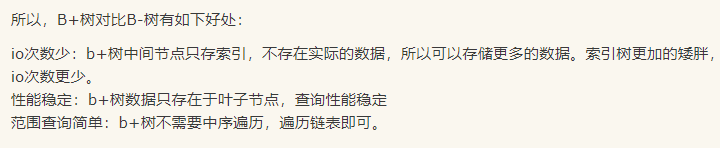 所以，B+树对比B-树有如下好处：
io次数少：b+树中间节点只存索引，不存在实际的数据，所以可以存储更多的数据。索引树更加的矮胖，
io次数更少。
性能稳定：b+树数据只存在于叶子节点，查询性能稳定
范围查询简单：b+树不需要中序遍历，遍历链表即可。